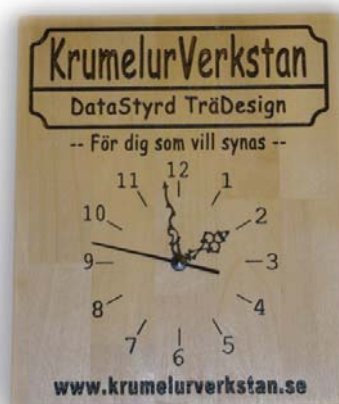 KrumelurVerkstan
DataStyrd TräDesign
-- För dig som vill synas --
12
11 1
10 2
9 3
8 4
7 5
6
www.krumelurverkstan.se